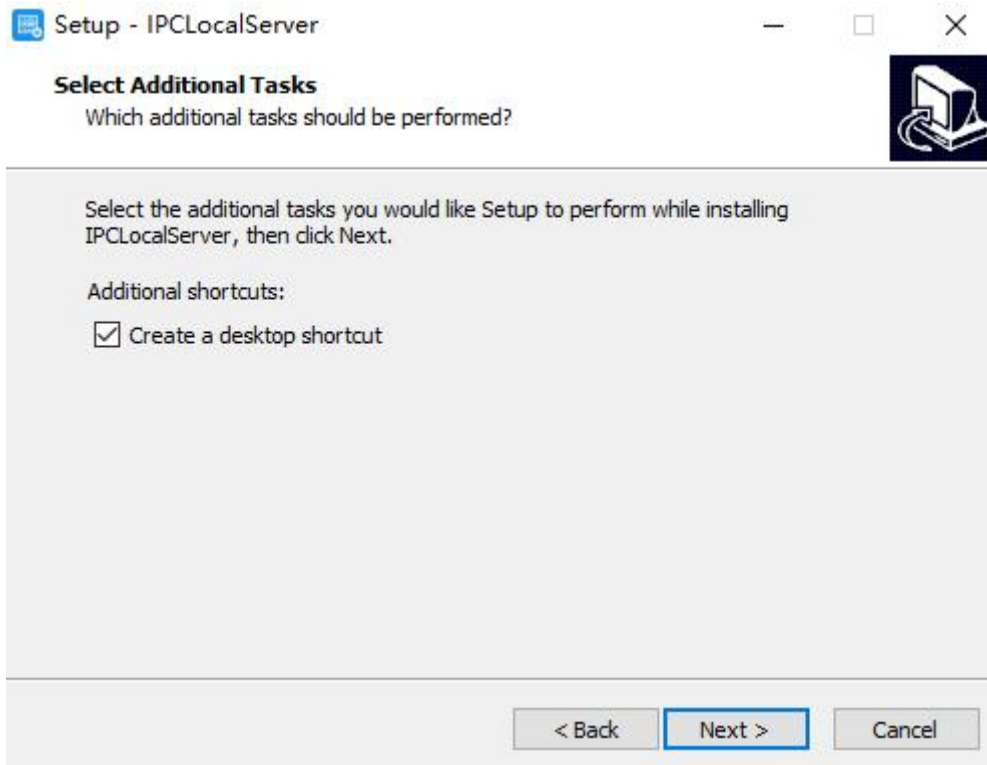 Setup - IPCLocalServer
Select Additional Tasks
Which additional tasks should be performed?
Select the additional tasks you would like Setup to perform while installing
IPCLocalServer, then click Next.
Additional shortcuts:
Create a desktop shortcut
< Back
Next >
Cancel